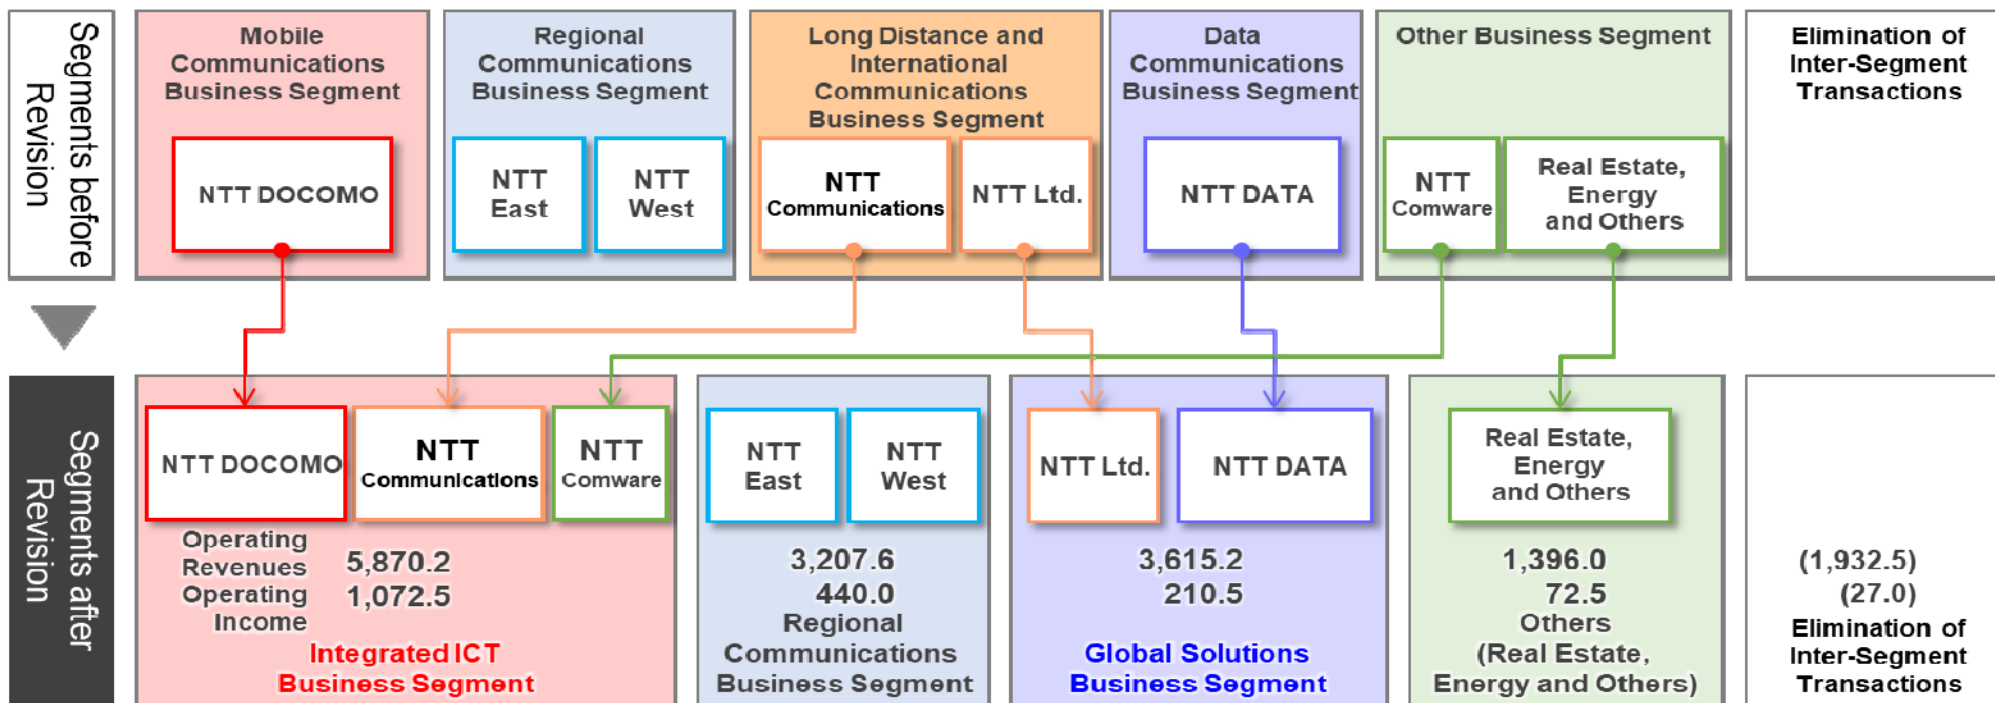 Segments before
Revision
Mobile
Communications
Business Segment
NTT DOCOMO
Regional
Communications
Business Segment
NTT
East
NTT
West
Long Distance and
International
Communications
Business Segment
NTT
Communications
NTT Ltd.
Data
Communications
Business Segment
NTT DATA
Other Business Segment
NTT
Comware
Real Estate,
Energy
and Others
Elimination of
Inter-Segment
Transactions
Segments after
Revision
NTT DOCOMO
NTT
Communications
NTT
Comware
Operating
Revenues
5,870.2
Operating
Income
1,072.5
Integrated ICT
Business Segment
NTT
East
NTT
West
3,207.6
440.0
Regional
Communications
Business Segment
NTT Ltd.
NTT DATA
3,615.2
210.5
Global Solutions
Business Segment
Real Estate,
Energy
and Others
1,396.0
72.5
Others
(Real Estate,
Energy and Others)
(1,932.5)
(27.0)
Elimination of
Inter-Segment
Transactions